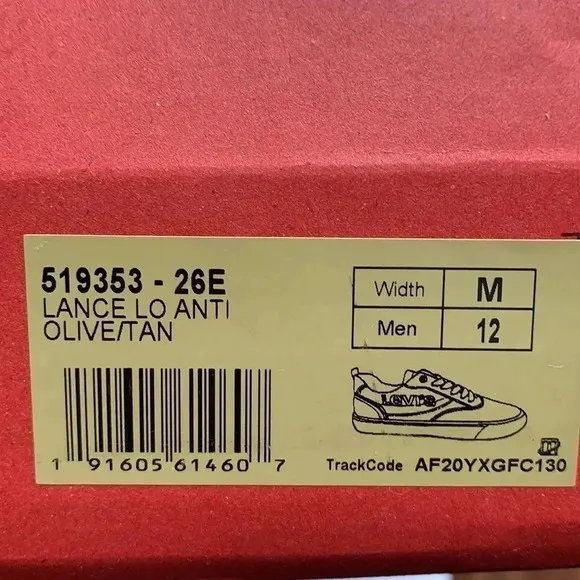 519353 - 26E
LANCE LO ANTI
OLIVE/TAN
Width M
Men 12
Levi's
1 91605 61460 7
TrackCode AF20YXGFC130